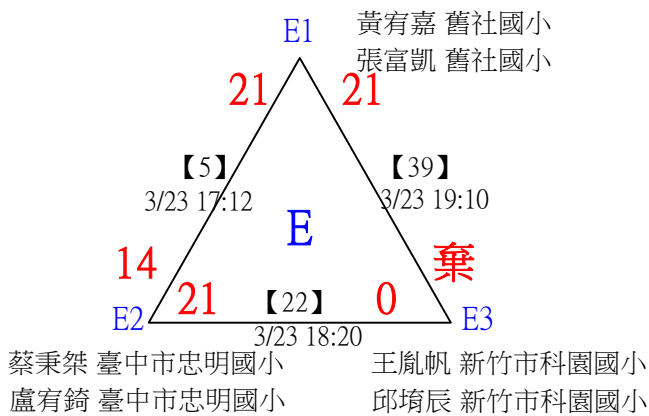 E1
黃宥嘉 舊社國小
張富凱 舊社國小
21
21
【5】
3/23 17:12
【39】
3/23 19:10
E
14
棄
21
【22】
0
E2
3/23 18:20
E3
蔡秉桀 臺中市忠明國小
盧宥錡 臺中市忠明國小
王胤帆 新竹市科園國小
邱堉辰 新竹市科園國小